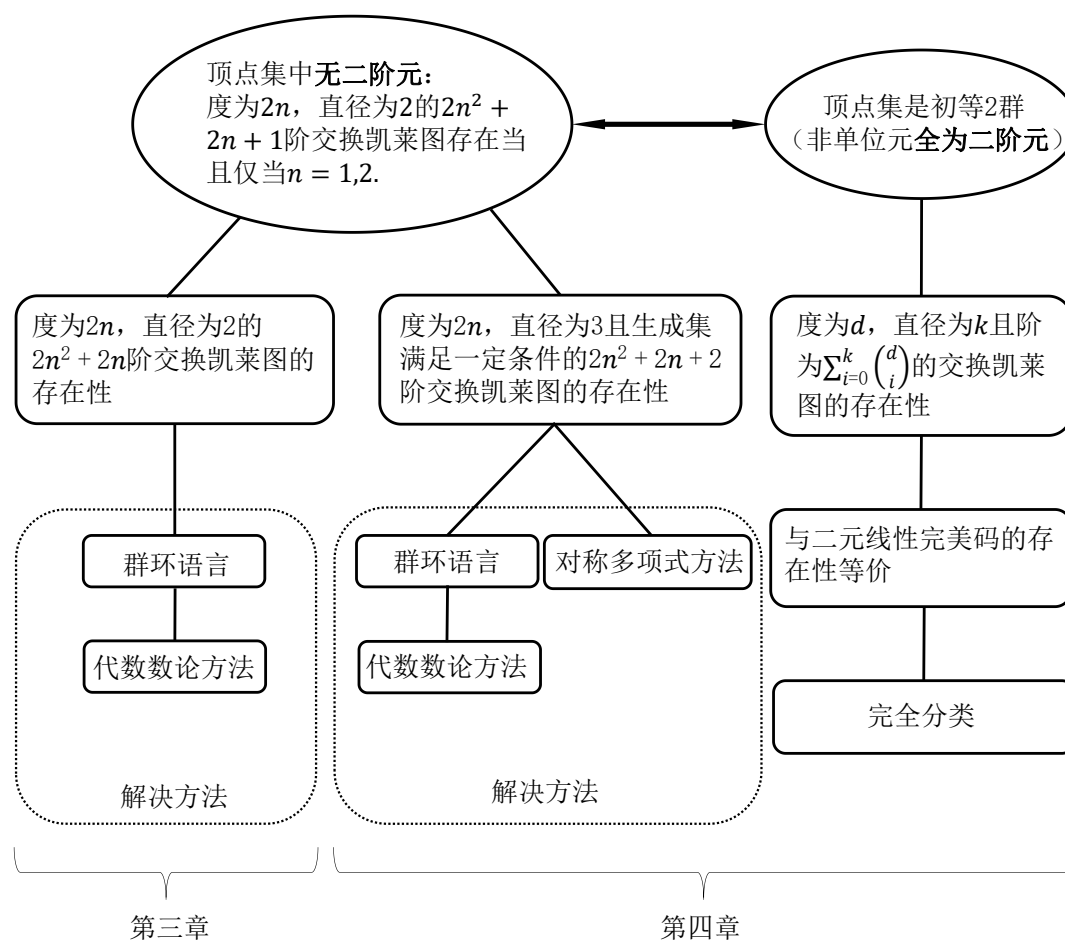 顶点集中无二阶元：
度为2n，直径为2的2n² +
2n + 1阶交换凯莱图存在当
且仅当n = 1,2.
顶点集是初等2群
（非单位元全为二阶元）
度为2n，直径为2的
2n² + 2n阶交换凯莱图的
存在性
度为2n，直径为3且生成集
满足一定条件的2n² + 2n + 2
阶交换凯莱图的存在性
度为d，直径为k且阶
为∑ᵢ₌₀ᵏ (d i)的交换凯莱
图的存在性
群环语言
代数数论方法
解决方法
群环语言
对称多项式方法
代数数论方法
解决方法
与二元线性完美码的存
在性等价
完全分类
第三章
第四章